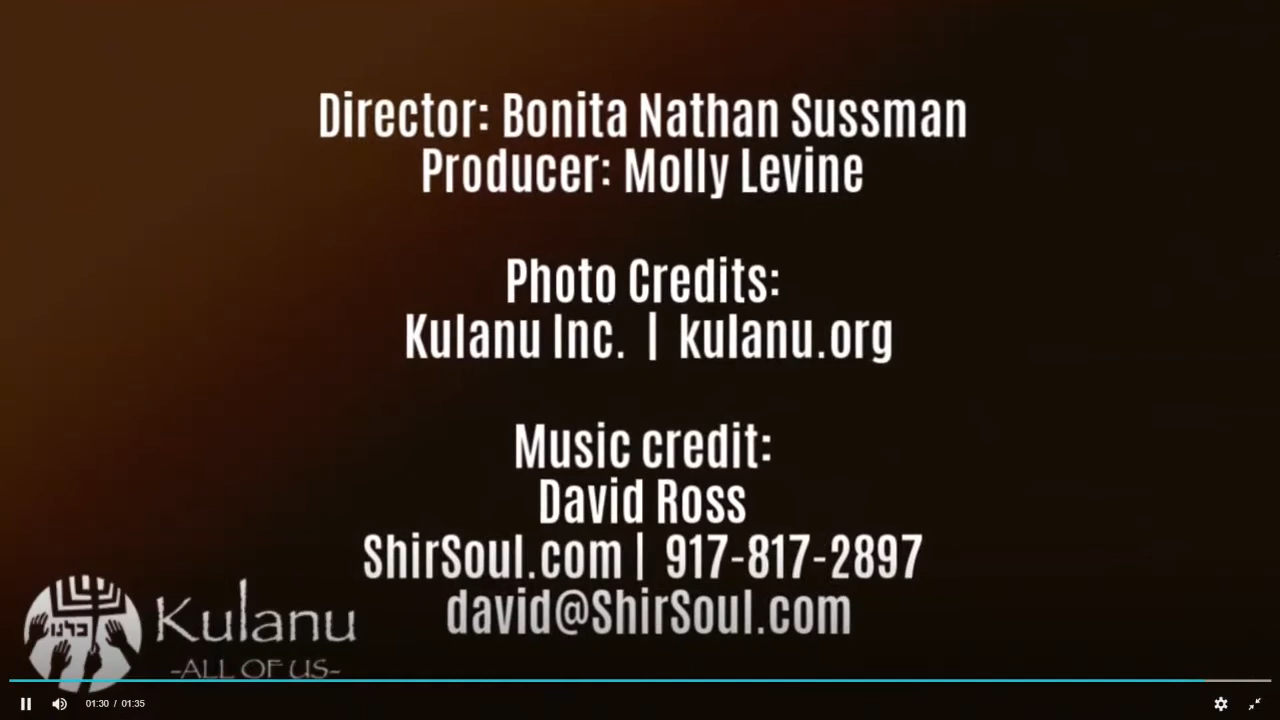 Director: Bonita Nathan Sussman
Producer: Molly Levine
Photo Credits:
Kulanu Inc. | kulanu.org
Music credit:
David Ross
ShirSoul.com | 917-817-2897
david@ShirSoul.com
כלנו
Kulanu
-ALL OF US-
01:30 / 01:35